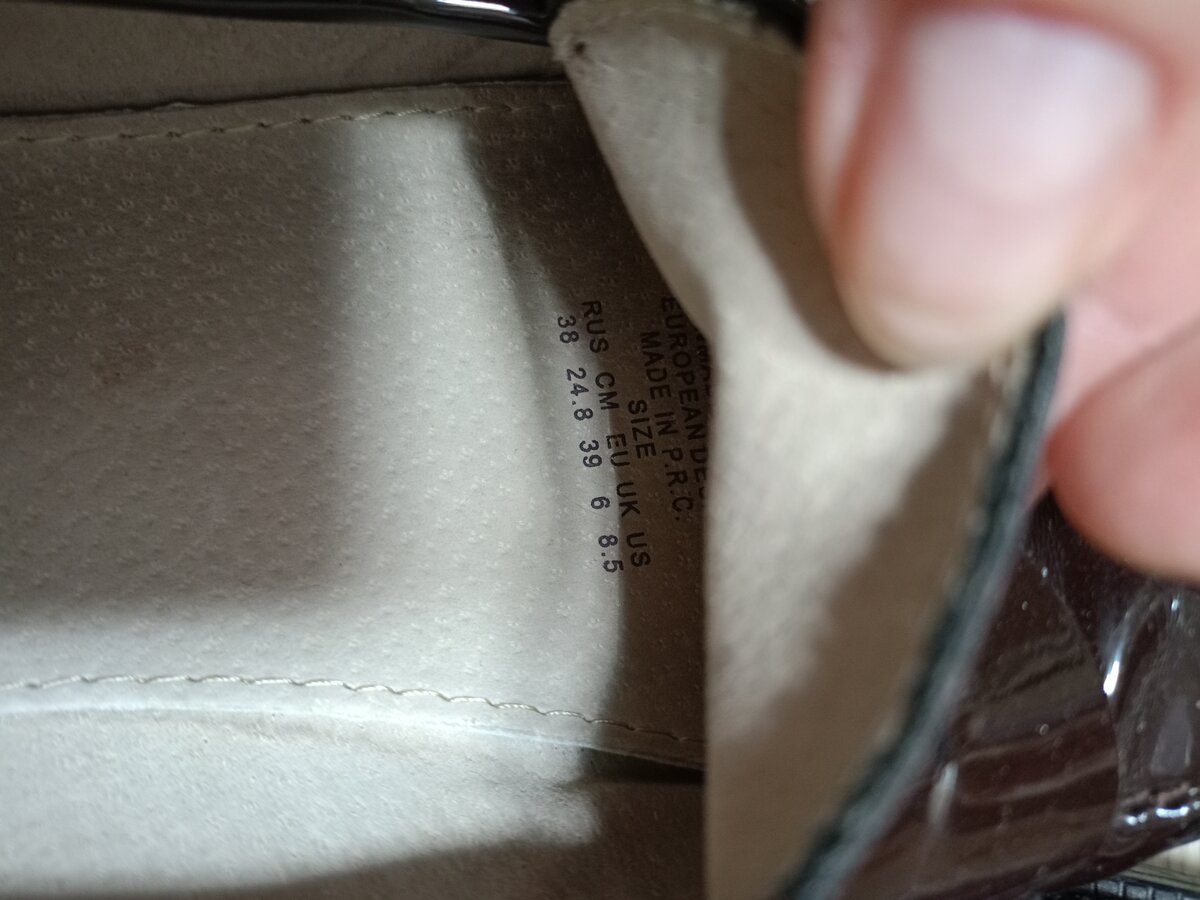 EUROPEAN
MADE IN P.R.C.
SIZE
RUS CM EU UK US
38 24.8 39 6 8.5